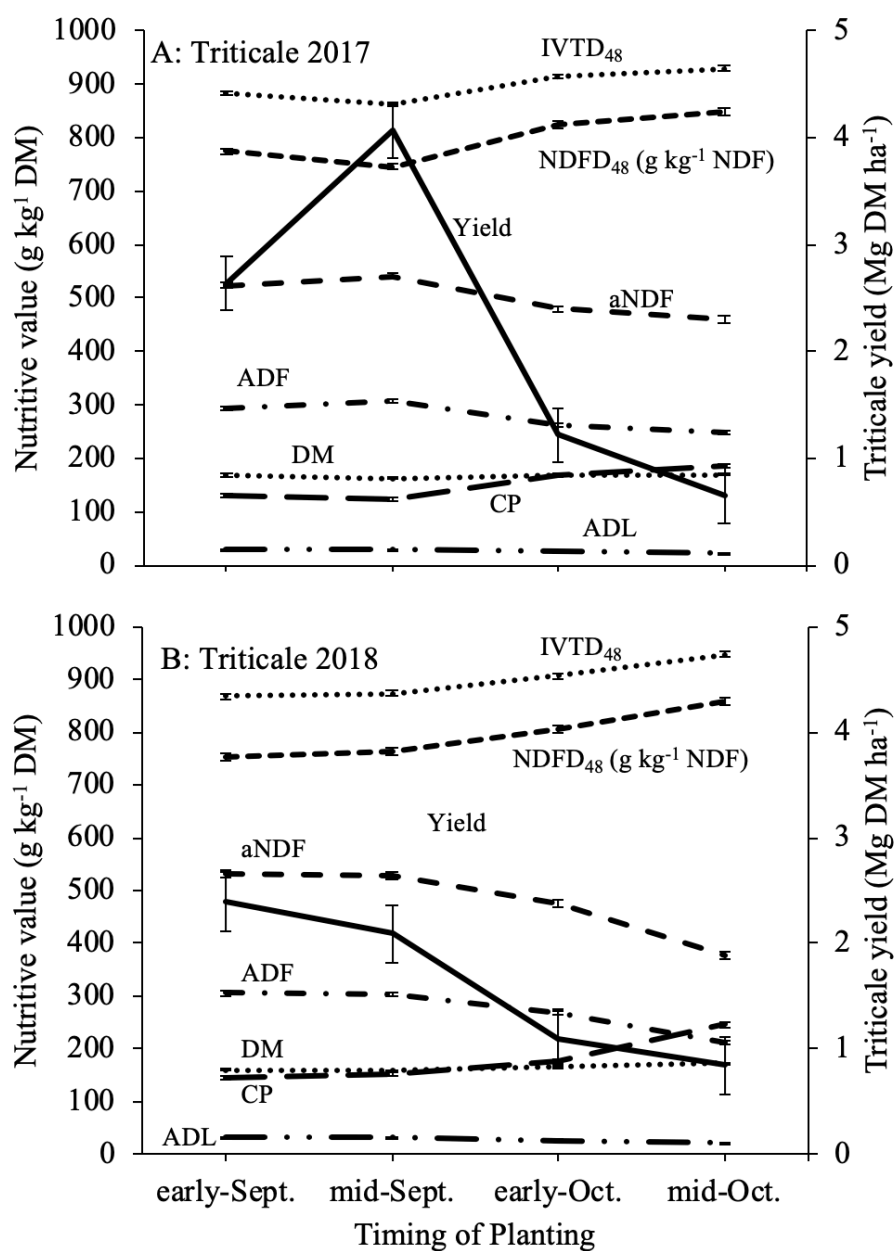 A: Triticale 2017
Nutritive value (g kg¹ DM)
1000
900
800
700
600
500
400
300
200
100
0
IVTD₄₈
NDFD₄₈ (g kg⁻¹ NDF)
Yield
aNDF
ADF
DM
CP
ADL
5
4
3
2
1
0
Triticale yield (Mg DM ha⁻¹)
B: Triticale 2018
Nutritive value (g kg⁻¹ DM)
1000
900
800
700
600
500
400
300
200
100
0
IVTD₄₈
NDFD₄₈ (g kg⁻¹ NDF)
Yield
aNDF
ADF
DM
CP
ADL
5
4
3
2
1
0
Triticale yield (Mg DM ha⁻¹)
early-Sept. mid-Sept. early-Oct. mid-Oct.
Timing of Planting